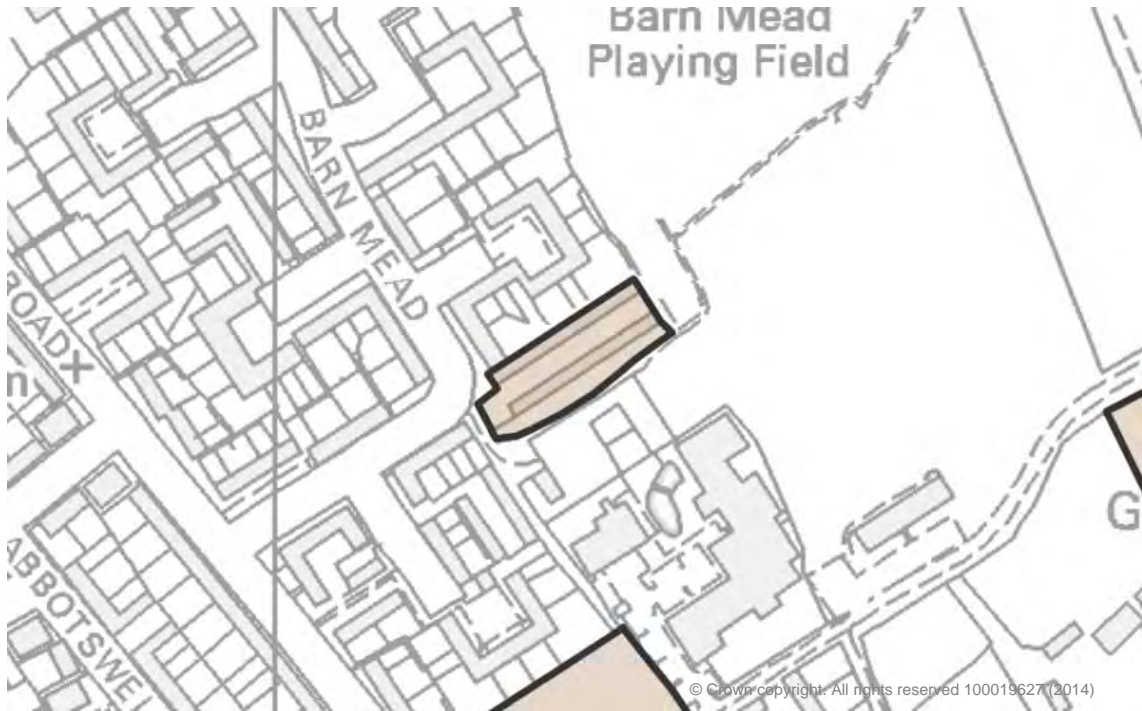 Barn Mead
Playing Field
BARN MEAD
ROAD
ABBOTSWE
G
n
© Crown copyright. All rights reserved 100019627 (2014)